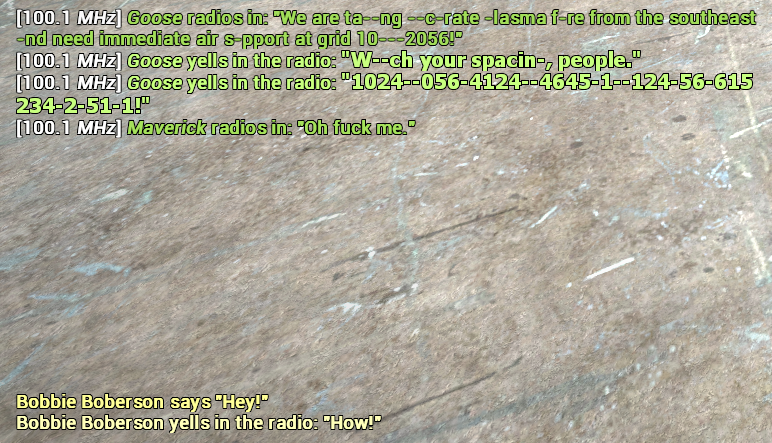 [100.1 MHz] Goose radios in: "We are ta--ng --c-rate -lasma f-re from the southeast
-nd need immediate air s-pport at grid 10---2056!"
[100.1 MHz] Goose yells in the radio: "W--ch your spacin-, people."
[100.1 MHz] Goose yells in the radio: "1024--056-4124--4645-1--124-56-615
234-2-51-1!"
[100.1 MHz] Maverick radios in: "Oh fuck me."
Bobbie Boberson says "Hey!"
Bobbie Boberson yells in the radio: "How!"